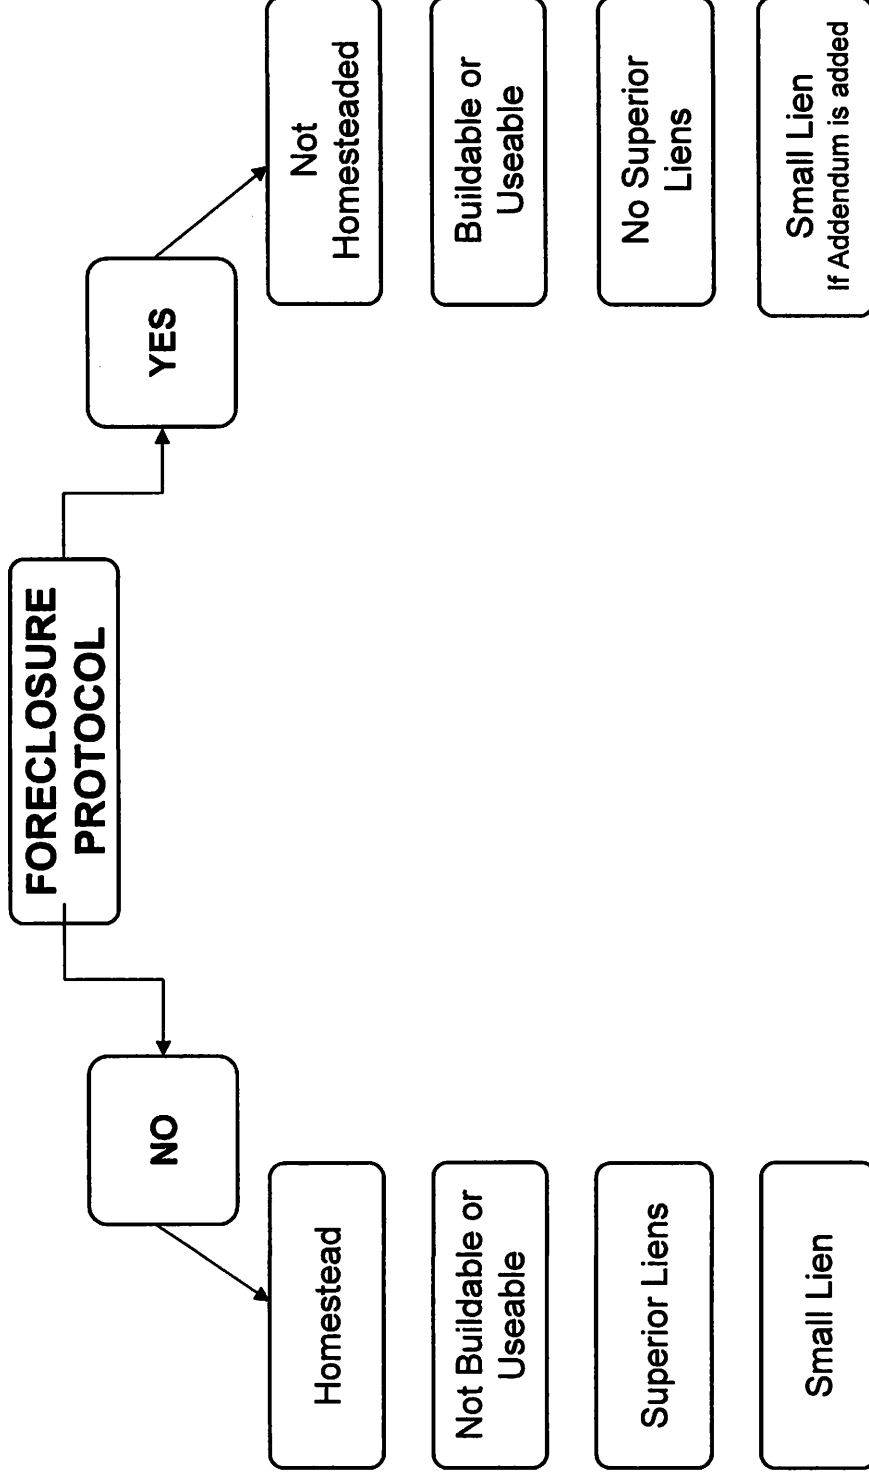 FORECLOSURE
PROTOCOL
NO
YES
Homestead
Not Buildable or
Useable
Superior Liens
Small Lien
Not
Homesteaded
Buildable or
Useable
No Superior
Liens
Small Lien
If Addendum is added